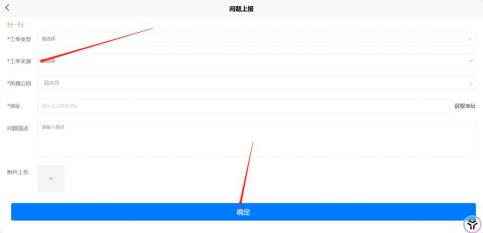 问题上报
扫一扫
*工单类型
请选择
*工单来源
*所属公园
请选择
*地址
获取地址
问题描述
请输入描述
附件上传
确定